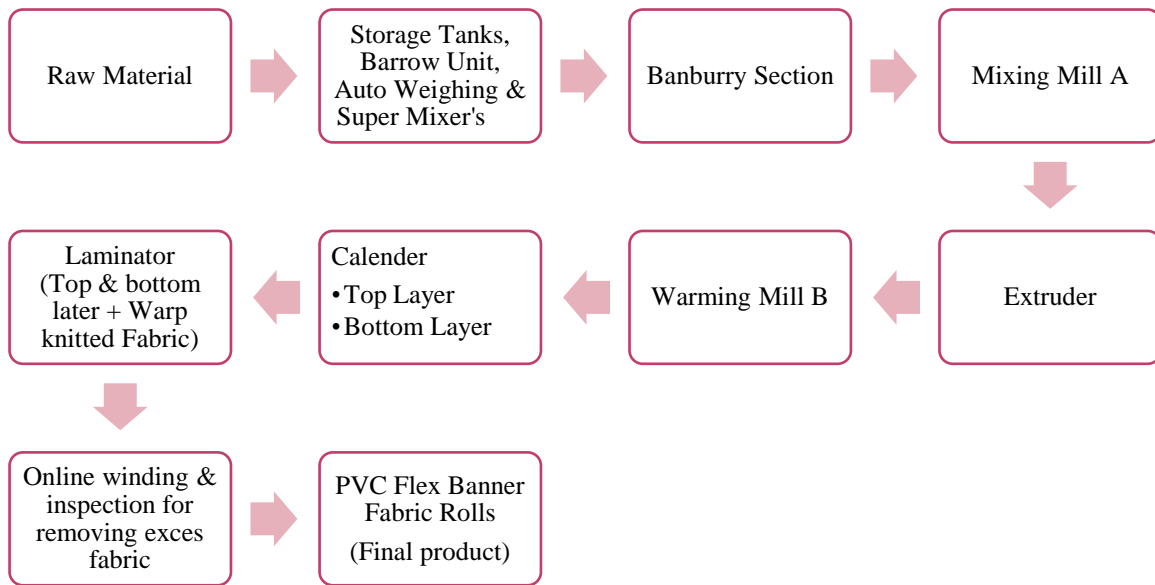 Raw Material
Storage Tanks,
Barrow Unit,
Auto Weighing &
Super Mixer's
Banburry Section
Mixing Mill A
Extruder
Warming Mill B
Calender
•Top Layer
•Bottom Layer
Laminator
(Top & bottom
later + Warp
knitted Fabric)
Online winding &
inspection for
removing exces
fabric
PVC Flex Banner
Fabric Rolls
(Final product)